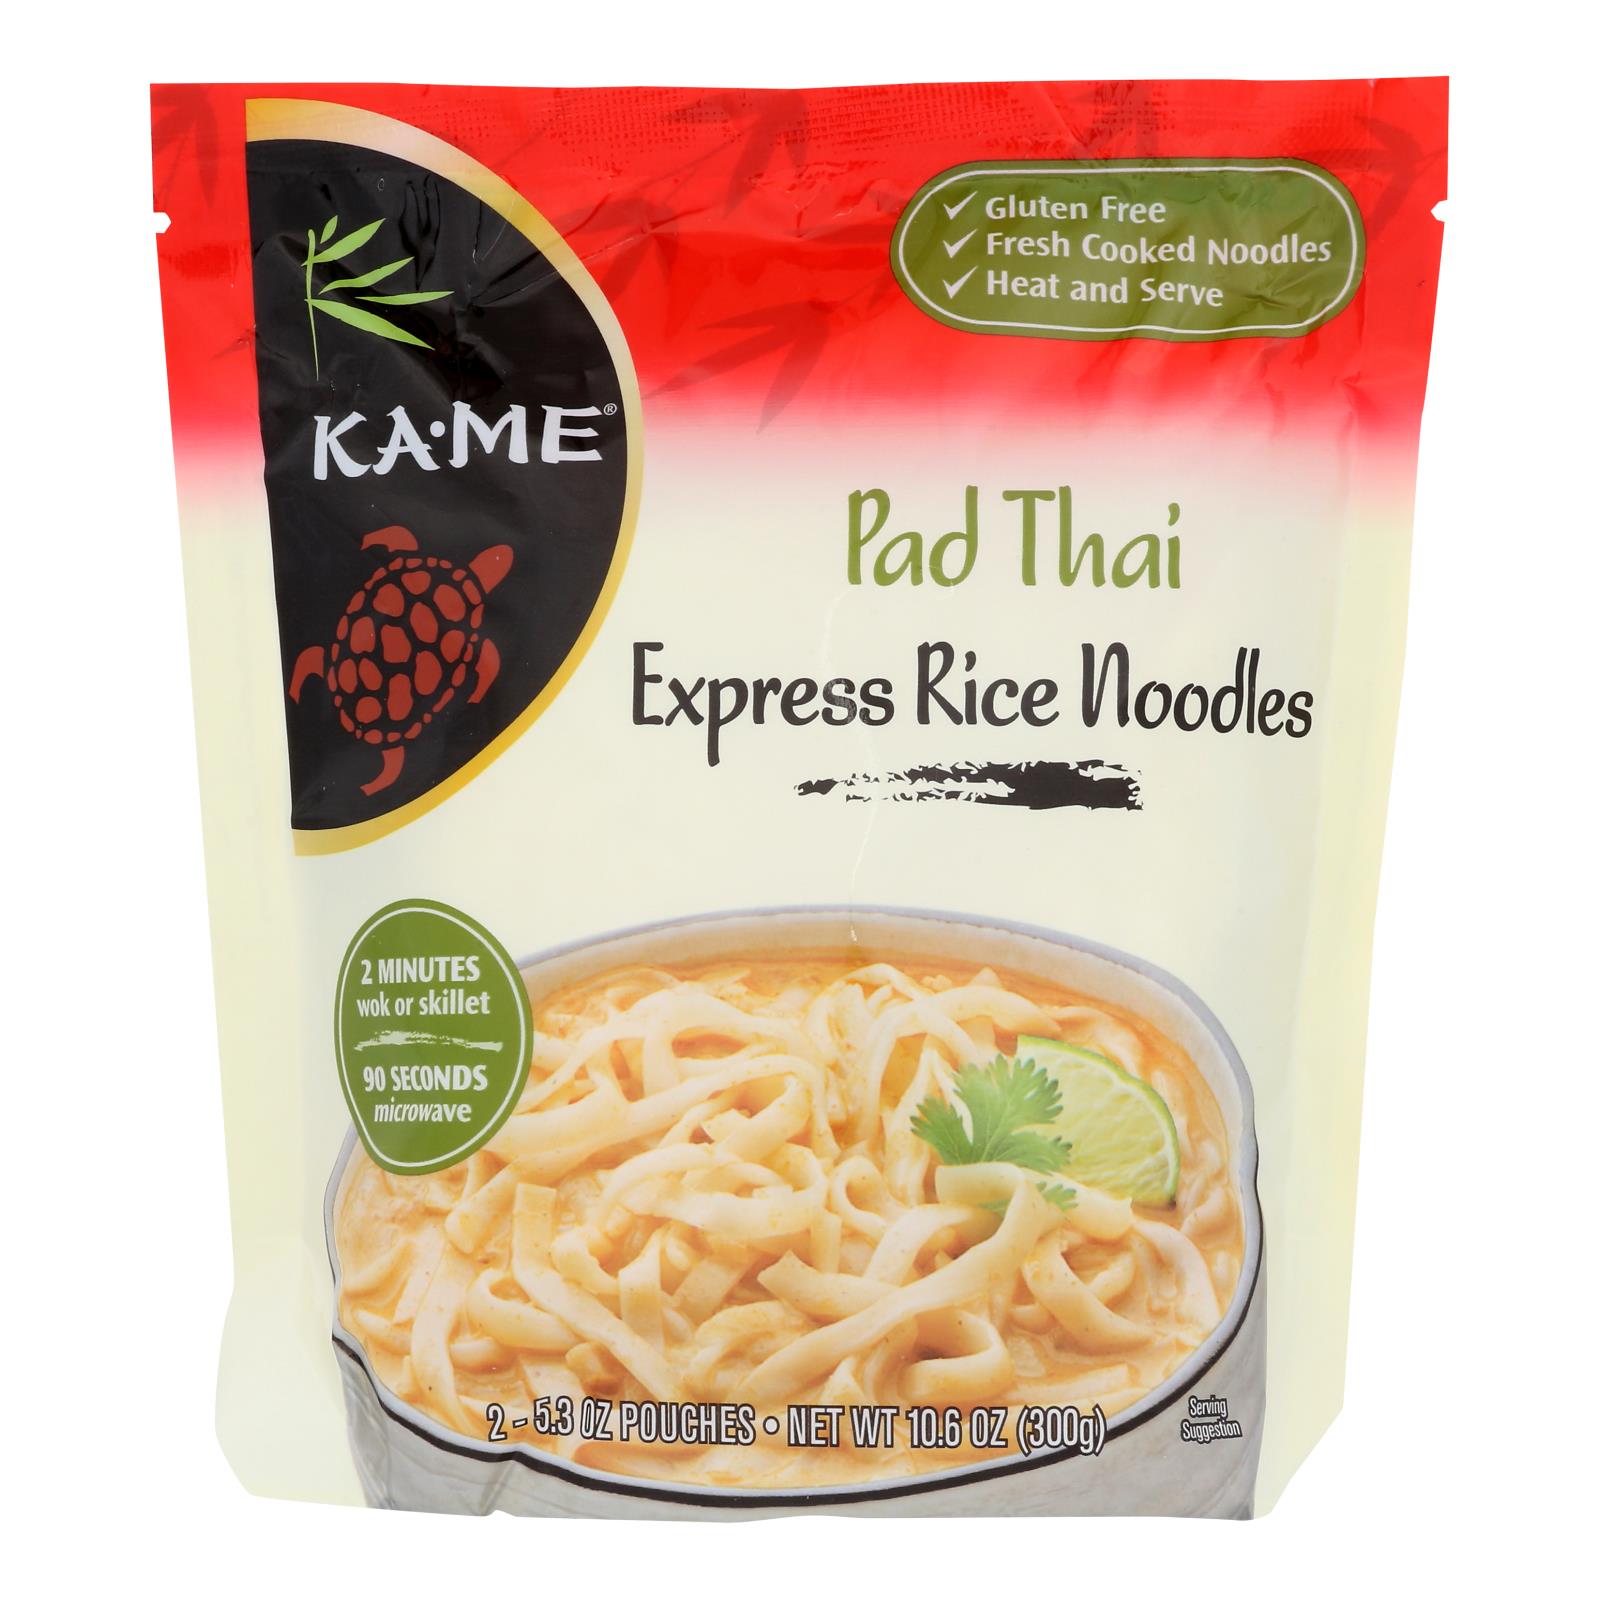 Gluten Free
Fresh Cooked Noodles
Heat and Serve
KA·ME®
Pad Thai
Express Rice Noodles
2 MINUTES
wok or skillet
90 SECONDS
microwave
2 - 5.3 OZ POUCHES • NET WT 10.6 OZ (300g)
Serving
Suggestion